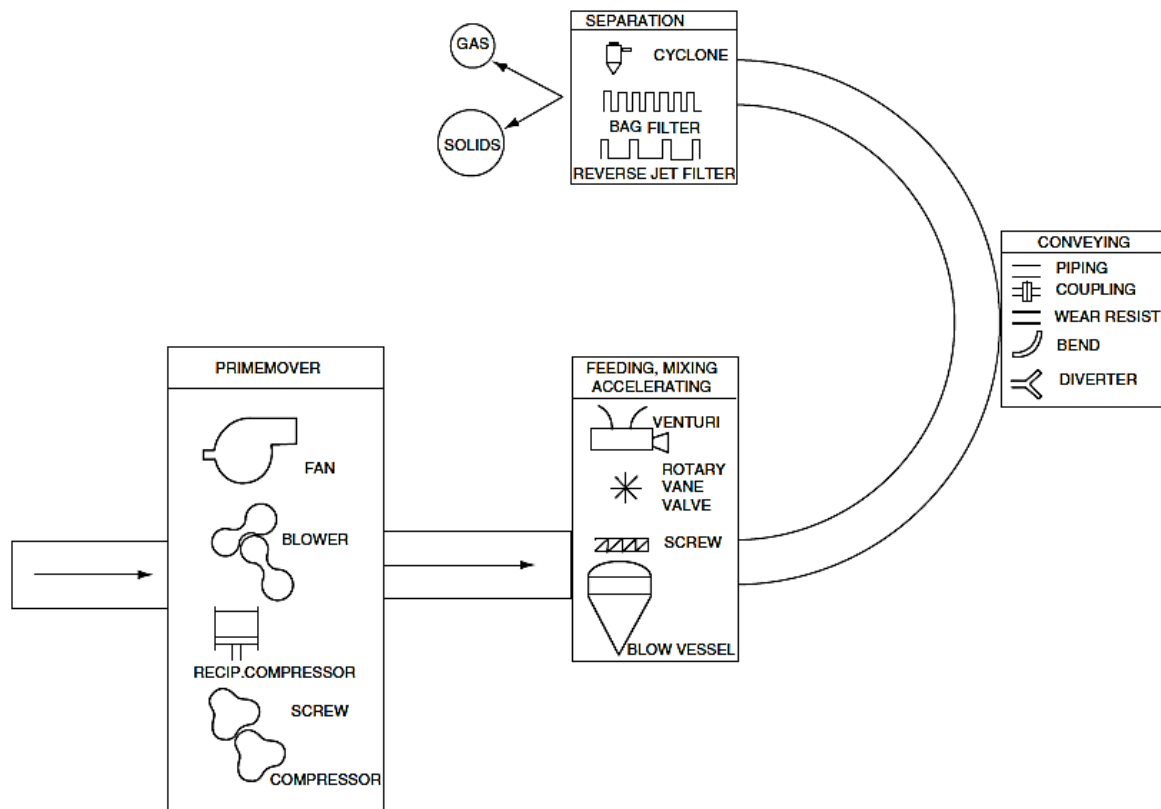 SEPARATION
GAS
CYCLONE
SOLIDS
BAG FILTER
REVERSE JET FILTER
CONVEYING
PIPING
COUPLING
WEAR RESIST
BEND
DIVERTER
PRIMEMOVER
FAN
BLOWER
RECIP.COMPRESSOR
SCREW
COMPRESSOR
FEEDING, MIXING
ACCELERATING
VENTURI
ROTARY
VANE
VALVE
SCREW
BLOW VESSEL